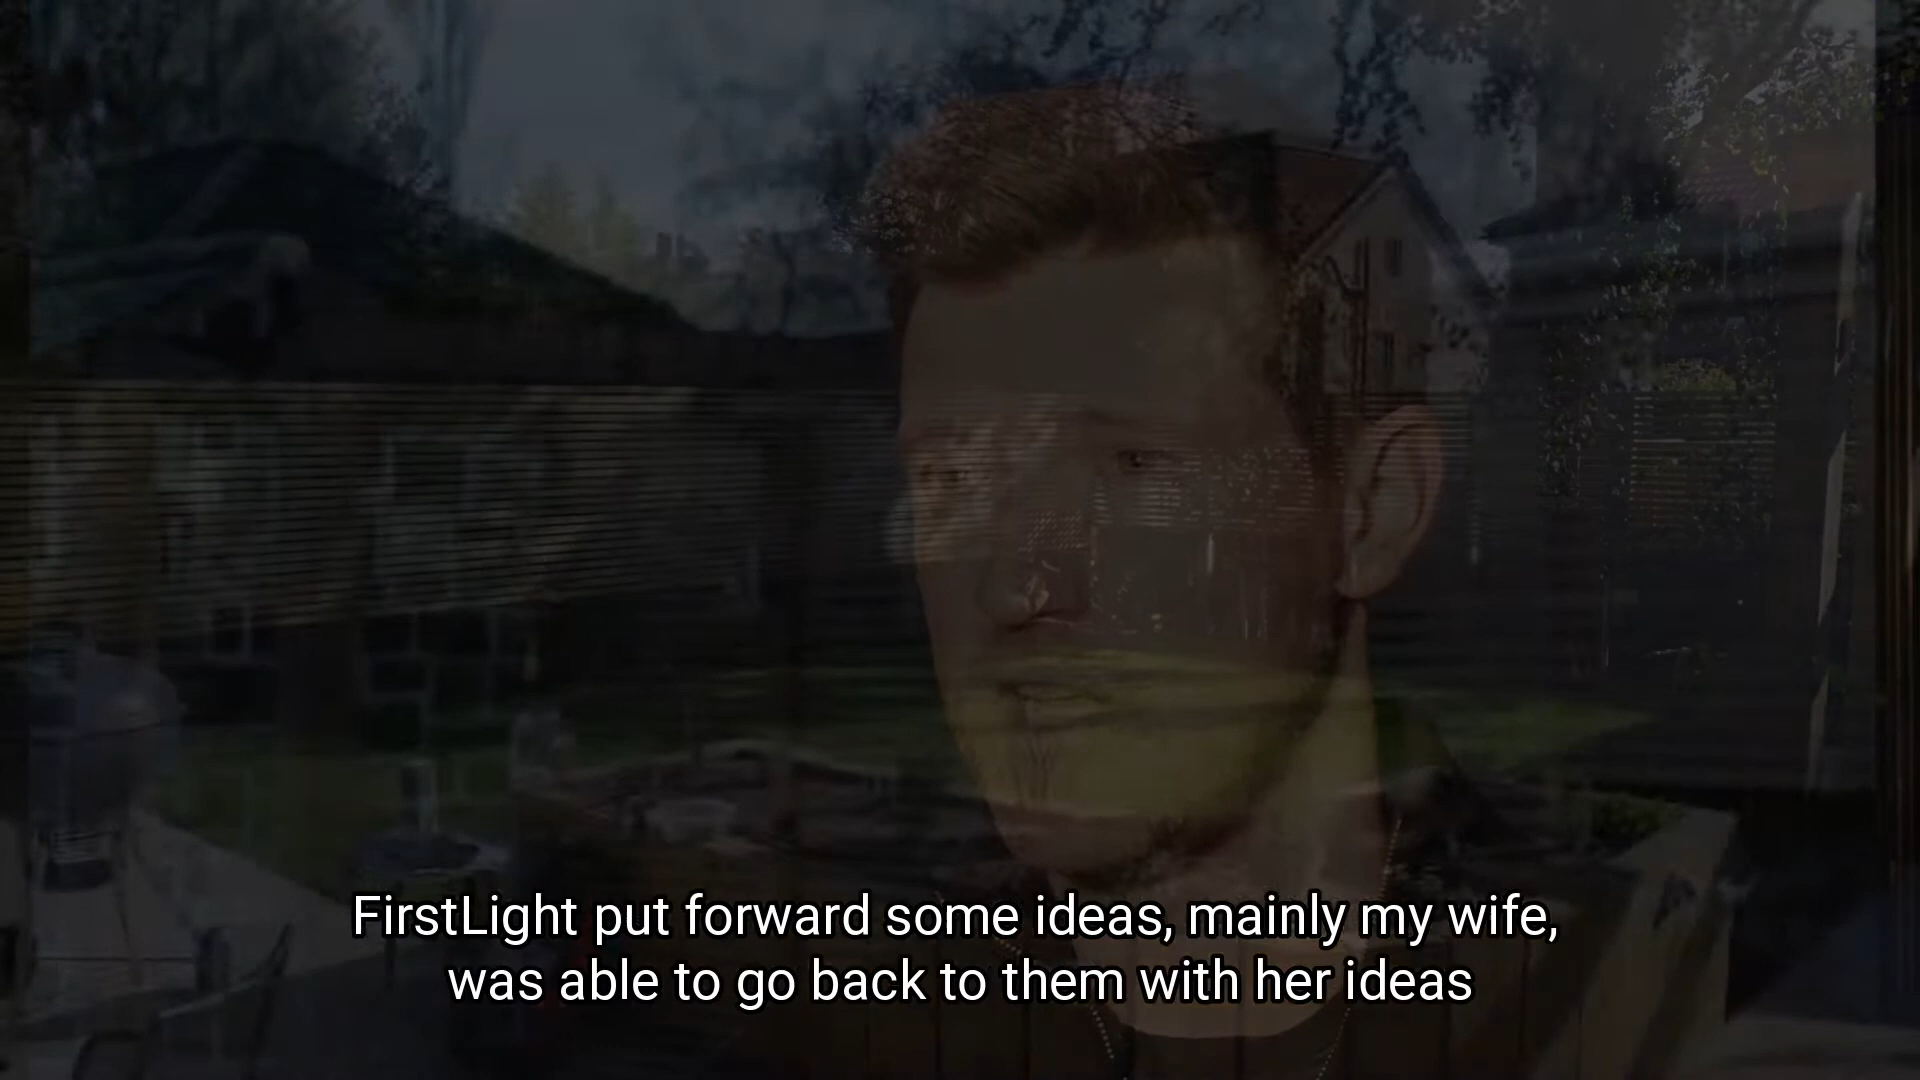 FirstLight put forward some ideas, mainly my wife,
was able to go back to them with her ideas